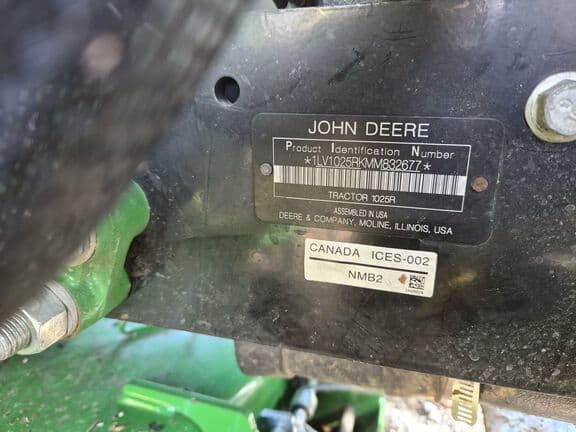 JOHN DEERE
Product Identification Number
*1LV1025RKMM832677*
TRACTOR 1025R
ASSEMBLED IN USA
DEERE & COMPANY, MOLINE, ILLINOIS, USA
CANADA ICES-002
NMB2